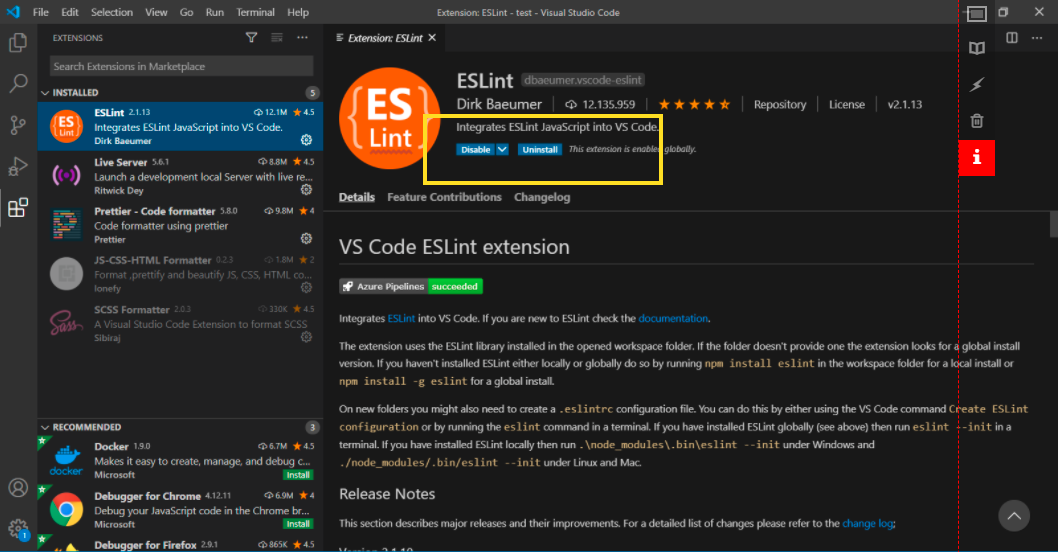 File Edit Selection View Go Run Terminal Help
Extension: ESLint - test - Visual Studio Code
EXTENSIONS
Search Extensions in Marketplace
INSTALLED 5
ESLint 2.1.13 12.1M 4.5
Integrates ESLint JavaScript into VS Code.
Dirk Baeumer
Live Server 5.6.1 8.8M 4.5
Launch a development local Server with live re...
Ritwick Dey
Prettier - Code formatter 5.8.0 9.8M 4
Code formatter using prettier
Prettier
JS-CSS-HTML Formatter 0.2.3 1.8M 2
Format ,prettify and beautify JS, CSS, HTML co...
lonefy
SCSS Formatter 2.0.3 330K 4.5
A Visual Studio Code Extension to format SCSS
Sibiraj
RECOMMENDED 3
Docker 1.9.0 6.7M 4.5
Makes it easy to create, manage, and debug c...
Microsoft Install
Debugger for Chrome 4.12.11 6.9M 4
Debug your JavaScript code in the Chrome br...
Microsoft Install
Debugger for Firefox 2.9.1 865K 4.5
1
ES
Lint
docker
Sass
Extension: ESLint
ES
Lint
ESLint dbaeumer.vscode-eslint
Dirk Baeumer 12.135.959 Repository License v2.1.13
Integrates ESLint JavaScript into VS Code.
Disable Uninstall This extension is enabled globally.
Details Feature Contributions Changelog
VS Code ESLint extension
Azure Pipelines succeeded
Integrates ESLint into VS Code. If you are new to ESLint check the documentation.
The extension uses the ESLint library installed in the opened workspace folder. If the folder doesn't provide one the extension looks for a global install
version. If you haven't installed ESLint either locally or globally do so by running npm install eslint in the workspace folder for a local install or
npm install -g eslint for a global install.
On new folders you might also need to create a .eslintrc configuration file. You can do this by either using the VS Code command Create ESLint
configuration or by running the eslint command in a terminal. If you have installed ESLint globally (see above) then run eslint --init in a
terminal. If you have installed ESLint locally then run .\node_modules\.bin\eslint --init under Windows and
./node_modules/.bin/eslint --init under Linux and Mac.
Release Notes
This section describes major releases and their improvements. For a detailed list of changes please refer to the change log;
Version 2.1.10
i